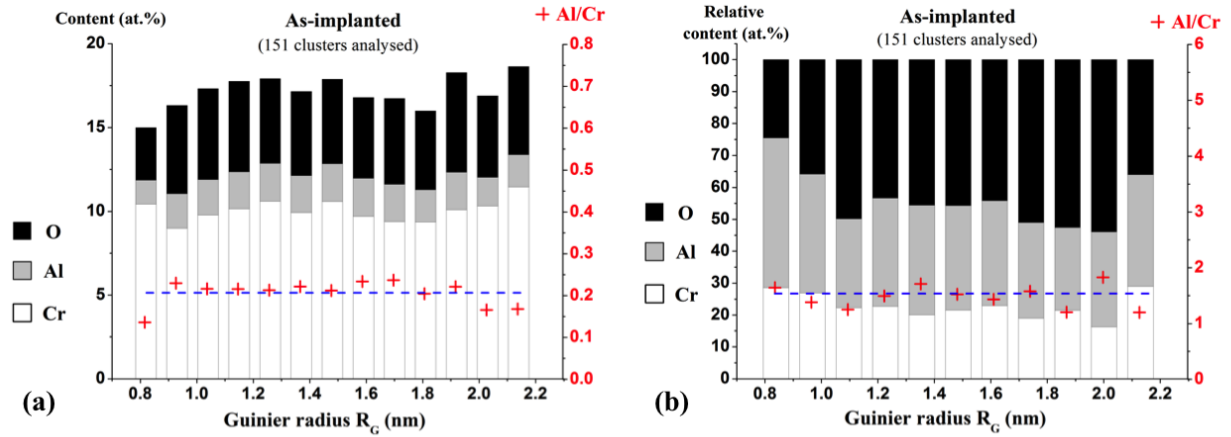 Content (at.%)
As-implanted
(151 clusters analysed)
+ Al/Cr
20
15
10
5
0
0.8
0.7
0.6
0.5
0.4
0.3
0.2
0.1
0.0
O
Al
Cr
0.8 1.0 1.2 1.4 1.6 1.8 2.0 2.2
(a)
Guinier radius R_G (nm)
Relative
content (at.%)
As-implanted
(151 clusters analysed)
+ Al/Cr
100
90
80
70
60
50
40
30
20
10
0
6
5
4
3
2
1
0
O
Al
Cr
0.8 1.0 1.2 1.4 1.6 1.8 2.0 2.2
(b)
Guinier radius R_G (nm)